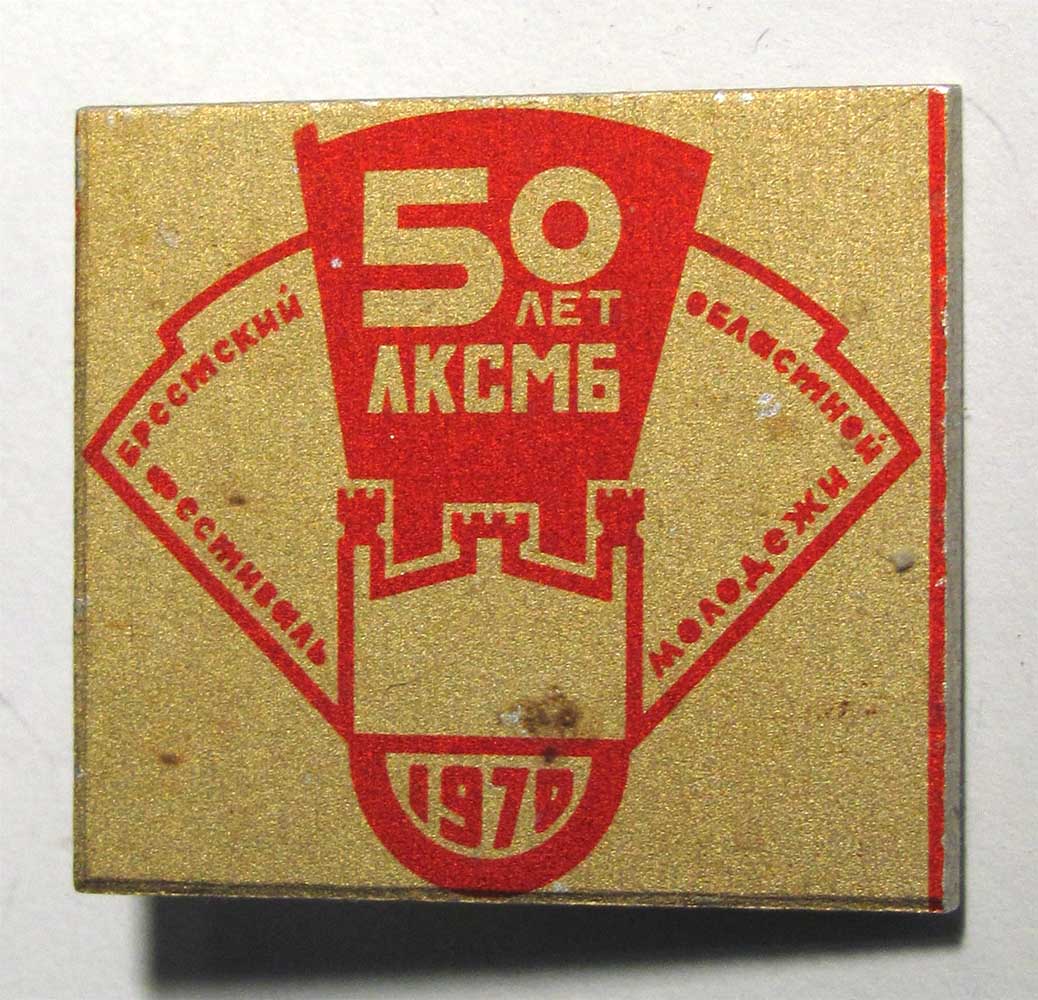 50
ЛЕТ
ЛКСМБ
БРЕСТСКИЙ
ОБЛАСТНОЙ
ФЕСТИВАЛЬ
МОЛОДЕЖИ
1970